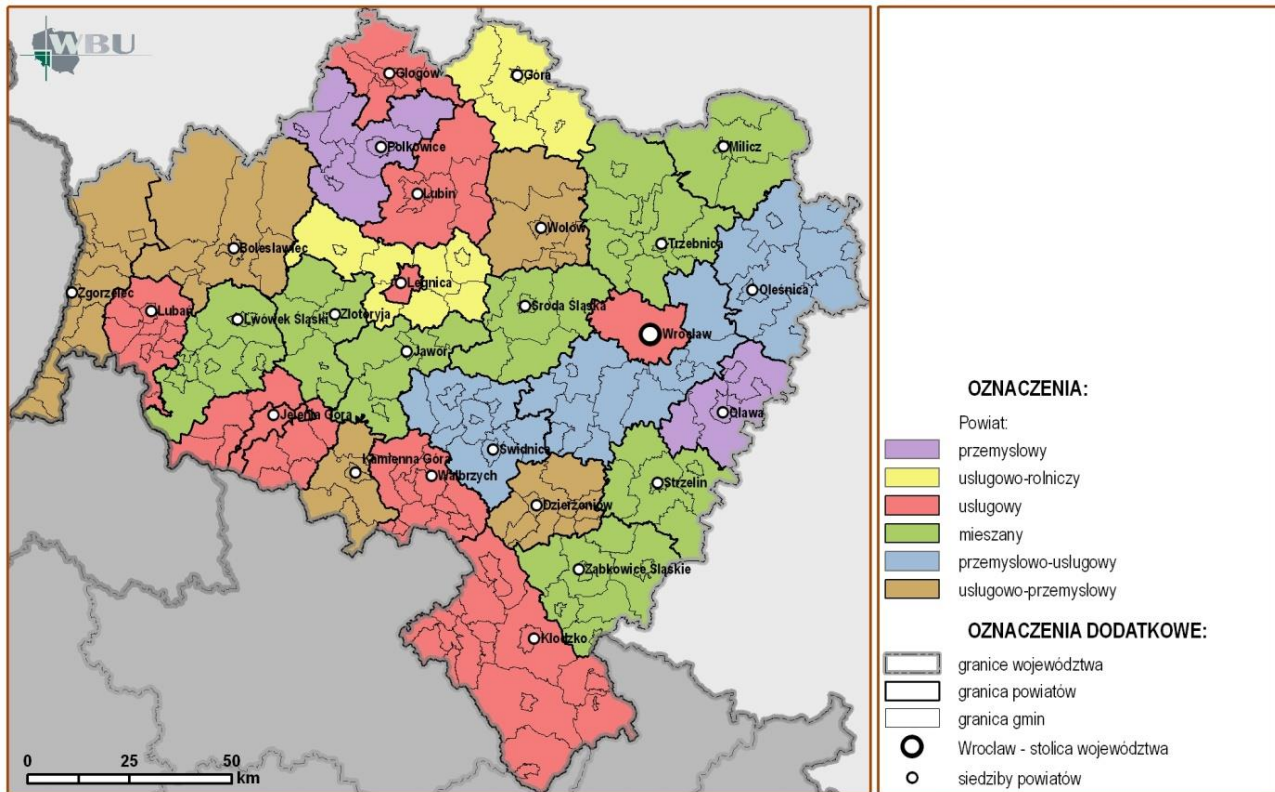 WBU
Głogów
Góra
Polkowice
Milicz
Lubin
Wołów
Trzebnica
Bolesławiec
Legnica
Oleśnica
Zgorzelec
Lubań
Lwówek Śląski
Złotoryja
Środa Śląska
Wrocław
Jawor
Jelenia Góra
Oława
Kamienna Góra
Świdnica
Wałbrzych
Strzelin
Dzierżoniów
Ząbkowice Śląskie
Kłodzko
0 25 50
km
OZNACZENIA:
Powiat:
przemysłowy
usługowo-rolniczy
usługowy
mieszany
przemysłowo-usługowy
usługowo-przemysłowy
OZNACZENIA DODATKOWE:
granice województwa
granica powiatów
granica gmin
Wrocław - stolica województwa
siedziby powiatów